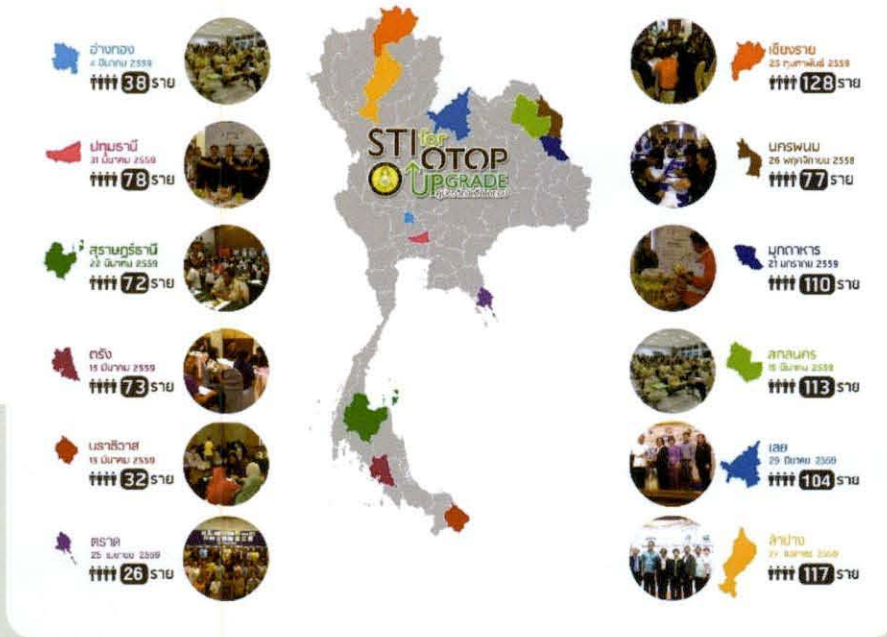 อ่างทอง
4 มีนาคม 2559
38 ราย
ปทุมธานี
31 มีนาคม 2559
78 ราย
สุราษฎร์ธานี
22 มีนาคม 2559
72 ราย
ตรัง
15 มีนาคม 2559
73 ราย
นราธิวาส
13 มีนาคม 2559
32 ราย
ตราด
25 เมษายน 2559
26 ราย
STI for
OTOP
UPGRADE
เชียงราย
23 กุมภาพันธ์ 2559
128 ราย
นครพนม
26 พฤศจิกายน 2558
77 ราย
มุกดาหาร
21 มกราคม 2559
110 ราย
สกลนคร
มีนาคม 2559
113 ราย
เลย
29 มีนาคม 2559
104 ราย
ลำปาง
2559
117 ราย